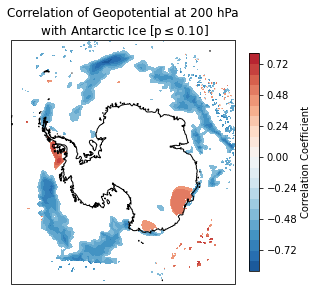 Correlation of Geopotential at 200 hPa
with Antarctic Ice [p ≤ 0.10]
0.72
0.48
0.24
0.00
−0.24
−0.48
−0.72
Correlation Coefficient